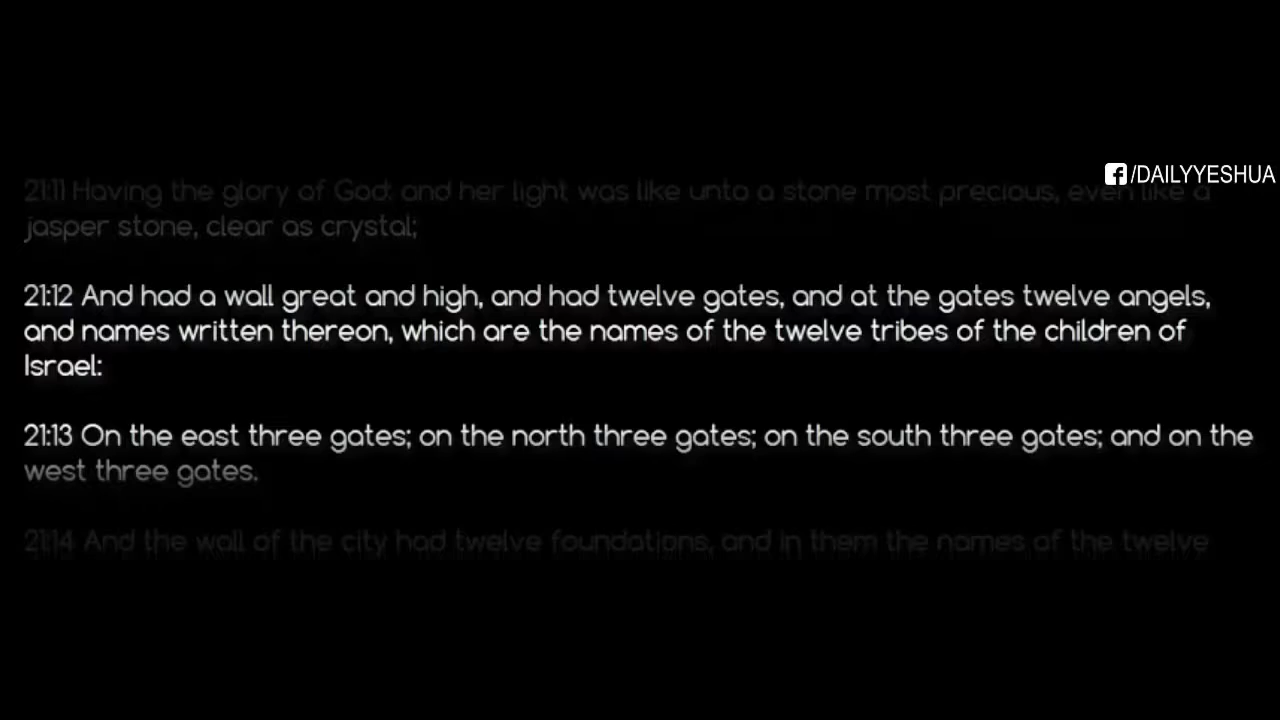 /DAILYYESHUA
21:11 Having the glory of God: and her light was like unto a stone most precious, even like a
jasper stone, clear as crystal;
21:12 And had a wall great and high, and had twelve gates, and at the gates twelve angels,
and names written thereon, which are the names of the twelve tribes of the children of
Israel:
21:13 On the east three gates; on the north three gates; on the south three gates; and on the
west three gates.
21:14 And the wall of the city had twelve foundations, and in them the names of the twelve